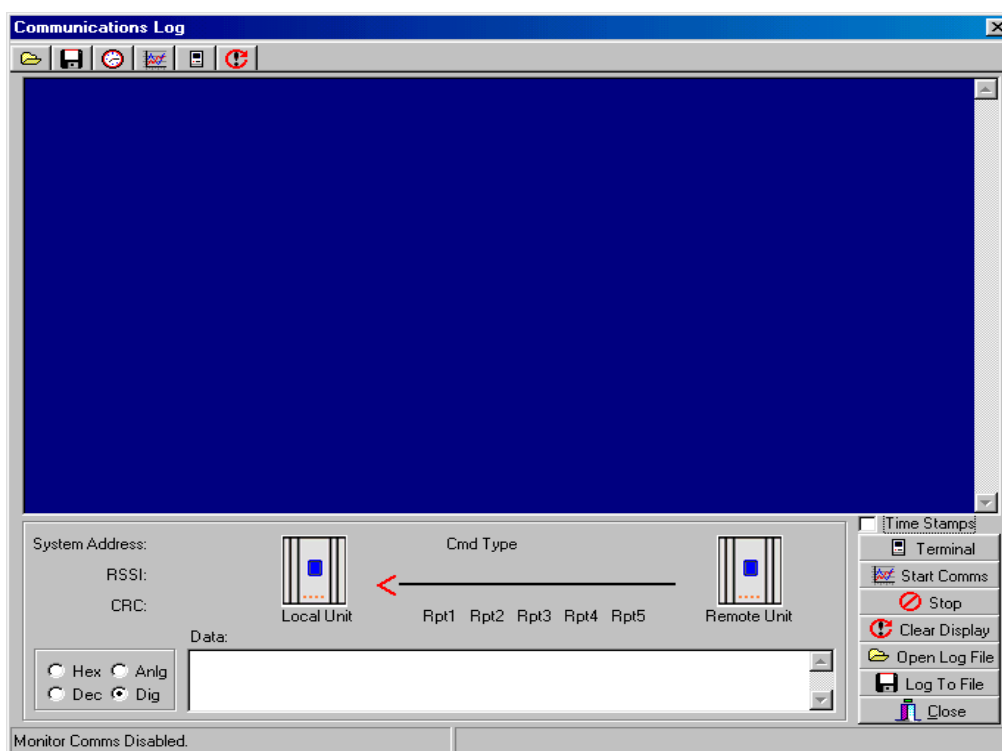 Communications Log
Time Stamps
System Address:
Cmd Type
Terminal
RSSI:
Start Comms
CRC:
Stop
Local Unit
Rpt1 Rpt2 Rpt3 Rpt4 Rpt5
Remote Unit
Clear Display
Data:
Open Log File
Hex
Anlg
Log To File
Dec
Dig
Close
Monitor Comms Disabled.